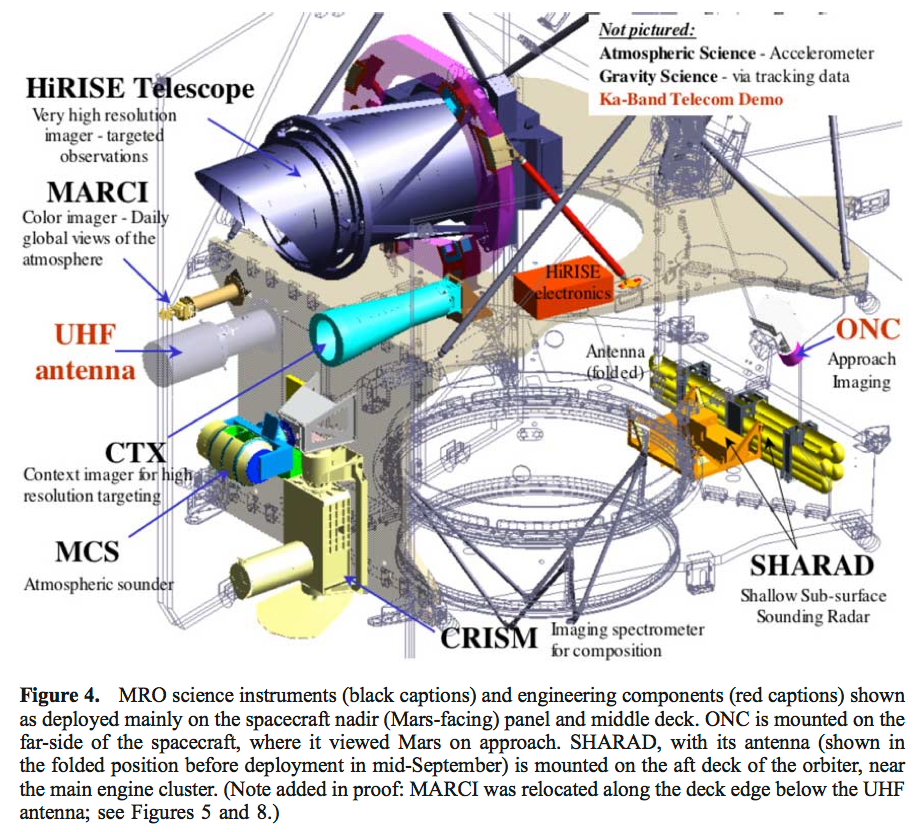 Not pictured:
Atmospheric Science - Accelerometer
Gravity Science - via tracking data
Ka-Band Telecom Demo
HiRISE Telescope
Very high resolution
imager - targeted
observations
MARCI
Color imager - Daily
global views of the
atmosphere
UHF
antenna
HiRISE
electronics
Antenna
(folded)
ONC
Approach
Imaging
CTX
Context imager for high
resolution targeting
MCS
Atmospheric sounder
SHARAD
Shallow Sub-surface
Sounding Radar
CRISM
Imaging spectrometer
for composition
Figure 4. MRO science instruments (black captions) and engineering components (red captions) shown
as deployed mainly on the spacecraft nadir (Mars-facing) panel and middle deck. ONC is mounted on the
far-side of the spacecraft, where it viewed Mars on approach. SHARAD, with its antenna (shown in
the folded position before deployment in mid-September) is mounted on the aft deck of the orbiter, near
the main engine cluster. (Note added in proof: MARCI was relocated along the deck edge below the UHF
antenna; see Figures 5 and 8.)